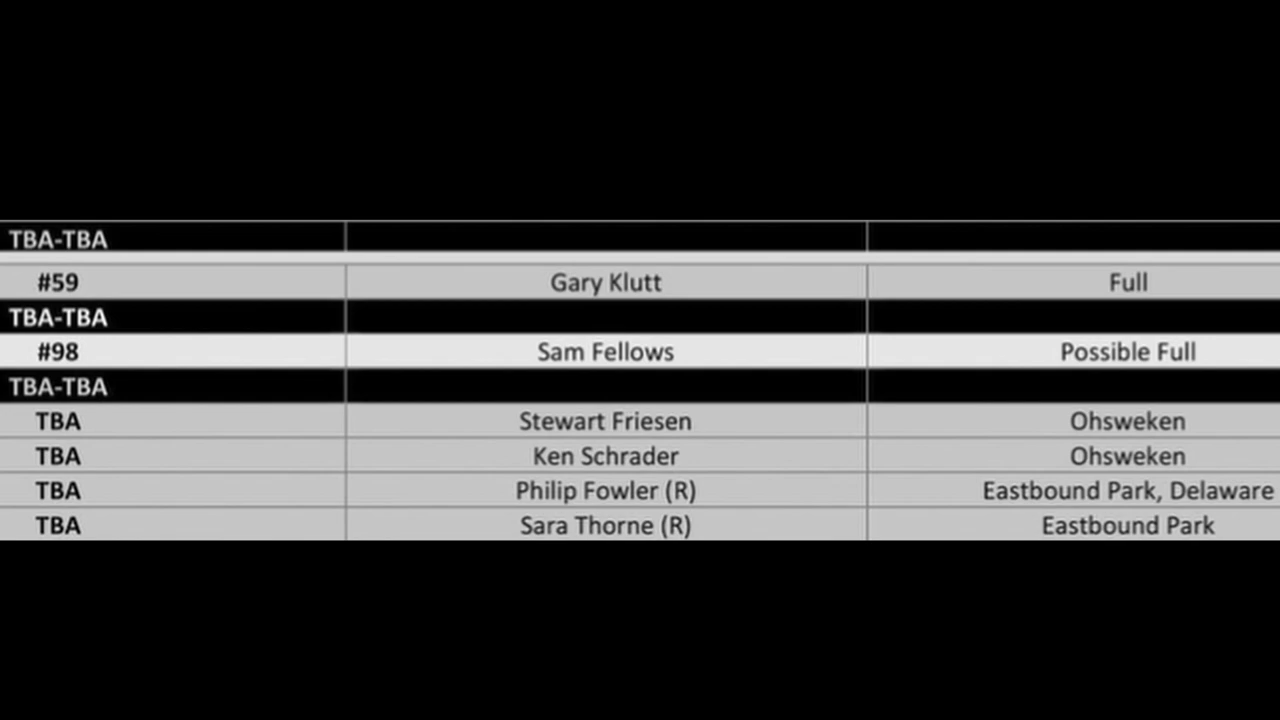 TBA-TBA
#59 Gary Klutt Full
TBA-TBA
#98 Sam Fellows Possible Full
TBA-TBA
TBA Stewart Friesen Ohsweken
TBA Ken Schrader Ohsweken
TBA Philip Fowler (R) Eastbound Park, Delaware
TBA Sara Thorne (R) Eastbound Park